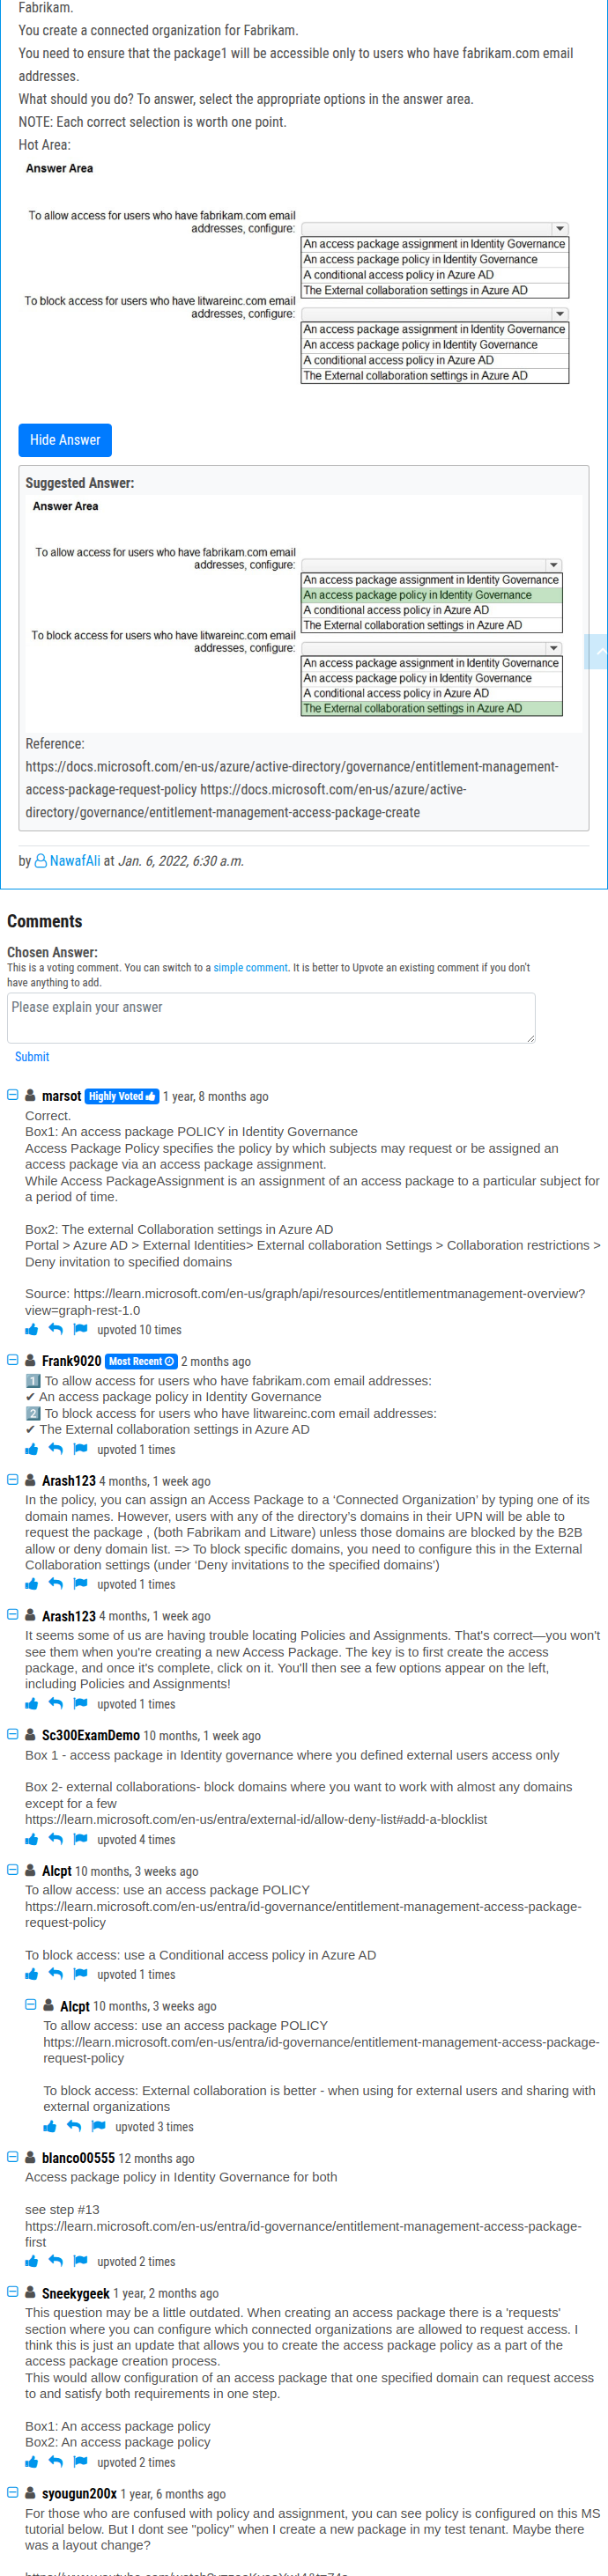 Fabrikam.
You create a connected organization for Fabrikam.
You need to ensure that the package1 will be accessible only to users who have fabrikam.com email
addresses.
What should you do? To answer, select the appropriate options in the answer area.
NOTE: Each correct selection is worth one point.
Hot Area:
Answer Area
To allow access for users who have fabrikam.com email
addresses, configure:
An access package assignment in Identity Governance
An access package policy in Identity Governance
A conditional access policy in Azure AD
The External collaboration settings in Azure AD
To block access for users who have litwareinc.com email
addresses, configure:
An access package assignment in Identity Governance
An access package policy in Identity Governance
A conditional access policy in Azure AD
The External collaboration settings in Azure AD
Hide Answer
Suggested Answer:
Answer Area
To allow access for users who have fabrikam.com email
addresses, configure:
An access package assignment in Identity Governance
An access package policy in Identity Governance
A conditional access policy in Azure AD
The External collaboration settings in Azure AD
To block access for users who have litwareinc.com email
addresses, configure:
An access package assignment in Identity Governance
An access package policy in Identity Governance
A conditional access policy in Azure AD
The External collaboration settings in Azure AD
Reference:
https://docs.microsoft.com/en-us/azure/active-directory/governance/entitlement-management-
access-package-request-policy https://docs.microsoft.com/en-us/azure/active-
directory/governance/entitlement-management-access-package-create
by NawafAli at Jan. 6, 2022, 6:30 a.m.
Comments
Chosen Answer:
This is a voting comment. You can switch to a simple comment. It is better to Upvote an existing comment if you don't
have anything to add.
Please explain your answer
Submit
marsot Highly Voted 1 year, 8 months ago
Correct.
Box1: An access package POLICY in Identity Governance
Access Package Policy specifies the policy by which subjects may request or be assigned an
access package via an access package assignment.
While Access PackageAssignment is an assignment of an access package to a particular subject for
a period of time.
Box2: The external Collaboration settings in Azure AD
Portal > Azure AD > External Identities> External collaboration Settings > Collaboration restrictions >
Deny invitation to specified domains
Source: https://learn.microsoft.com/en-us/graph/api/resources/entitlementmanagement-overview?
view=graph-rest-1.0
upvoted 10 times
Frank9020 Most Recent 2 months ago
1️⃣ To allow access for users who have fabrikam.com email addresses:
✔ An access package policy in Identity Governance
2️⃣ To block access for users who have litwareinc.com email addresses:
✔ The External collaboration settings in Azure AD
upvoted 1 times
Arash123 4 months, 1 week ago
In the policy, you can assign an Access Package to a ‘Connected Organization’ by typing one of its
domain names. However, users with any of the directory’s domains in their UPN will be able to
request the package , (both Fabrikam and Litware) unless those domains are blocked by the B2B
allow or deny domain list. => To block specific domains, you need to configure this in the External
Collaboration settings (under ‘Deny invitations to the specified domains’)
upvoted 1 times
Arash123 4 months, 1 week ago
It seems some of us are having trouble locating Policies and Assignments. That's correct—you won't
see them when you're creating a new Access Package. The key is to first create the access
package, and once it's complete, click on it. You'll then see a few options appear on the left,
including Policies and Assignments!
upvoted 1 times
Sc300ExamDemo 10 months, 1 week ago
Box 1 - access package in Identity governance where you defined external users access only
Box 2- external collaborations- block domains where you want to work with almost any domains
except for a few
https://learn.microsoft.com/en-us/entra/external-id/allow-deny-list#add-a-blocklist
upvoted 4 times
Alcpt 10 months, 3 weeks ago
To allow access: use an access package POLICY
https://learn.microsoft.com/en-us/entra/id-governance/entitlement-management-access-package-
request-policy
To block access: use a Conditional access policy in Azure AD
upvoted 1 times
Alcpt 10 months, 3 weeks ago
To allow access: use an access package POLICY
https://learn.microsoft.com/en-us/entra/id-governance/entitlement-management-access-package-
request-policy
To block access: External collaboration is better - when using for external users and sharing with
external organizations
upvoted 3 times
blanco00555 12 months ago
Access package policy in Identity Governance for both
see step #13
https://learn.microsoft.com/en-us/entra/id-governance/entitlement-management-access-package-
first
upvoted 2 times
Sneekygeek 1 year, 2 months ago
This question may be a little outdated. When creating an access package there is a 'requests'
section where you can configure which connected organizations are allowed to request access. I
think this is just an update that allows you to create the access package policy as a part of the
access package creation process.
This would allow configuration of an access package that one specified domain can request access
to and satisfy both requirements in one step.
Box1: An access package policy
Box2: An access package policy
upvoted 2 times
syougun200x 1 year, 6 months ago
For those who are confused with policy and assignment, you can see policy is configured on this MS
tutorial below. But I dont see "policy" when I create a new package in my test tenant. Maybe there
was a layout change?